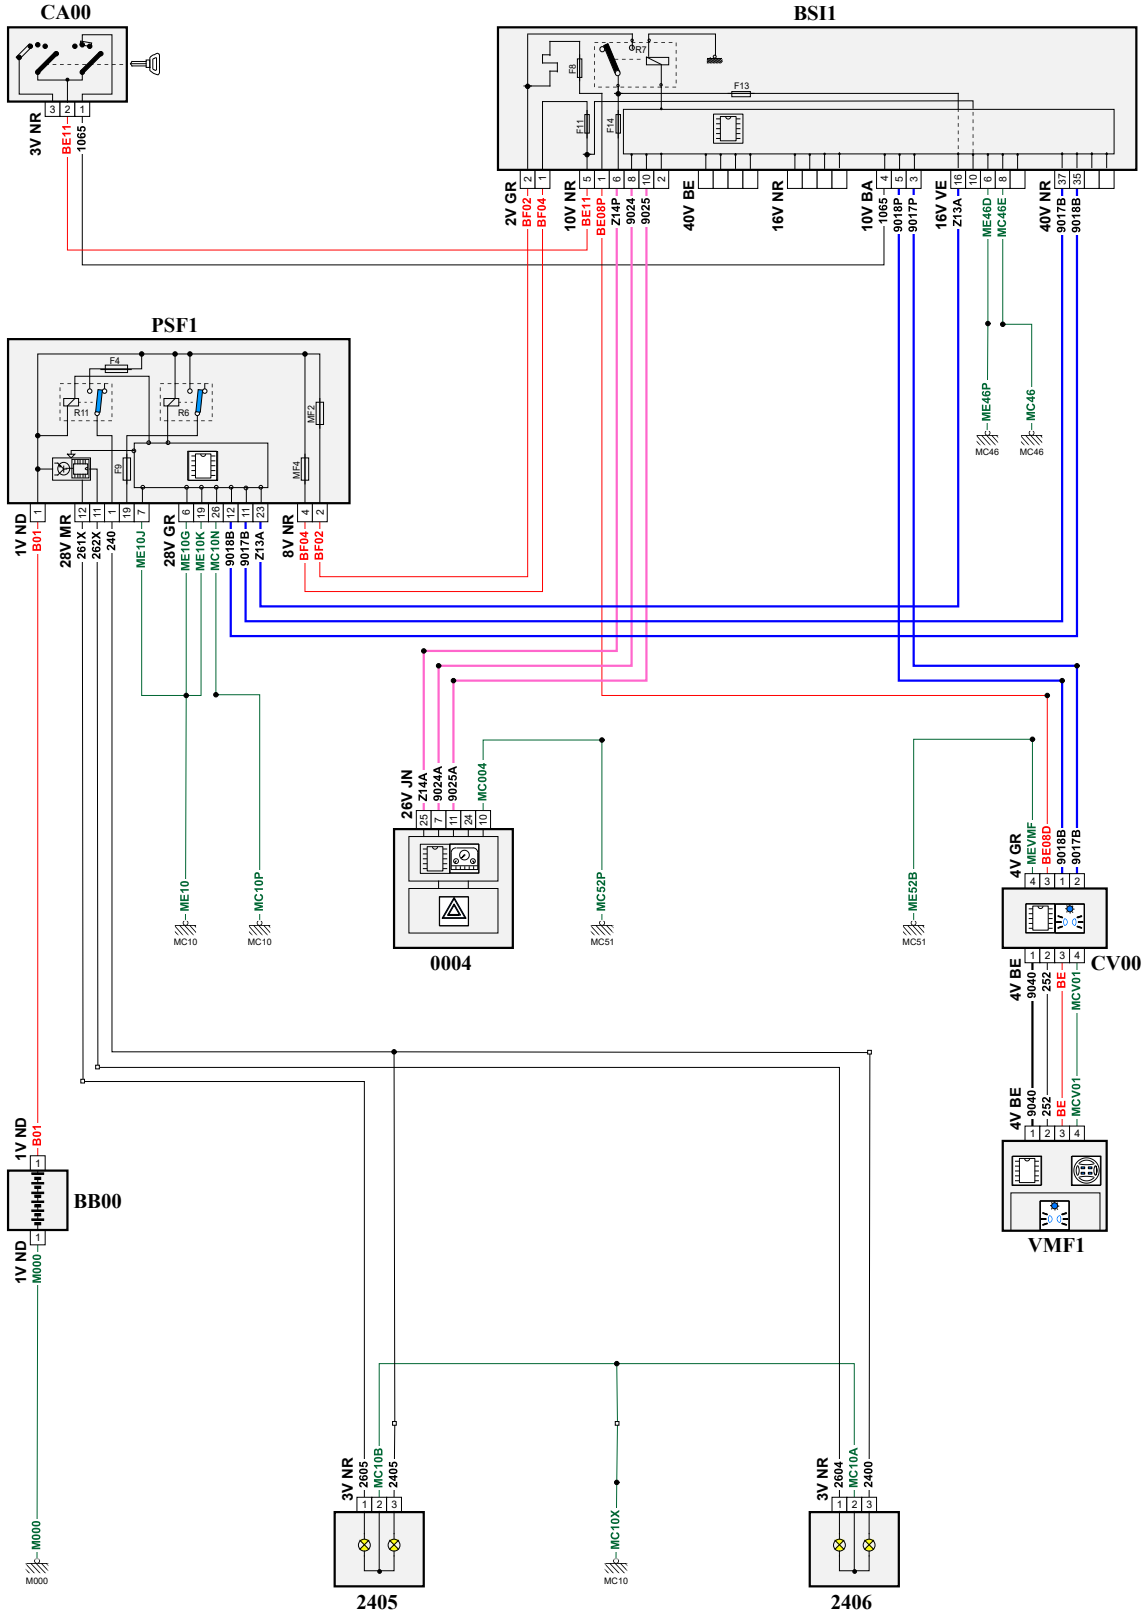 CA00
BSI1
R7
F8
F13
F11
F14
3 2 1
3V NR
BE11
1065
2 1
2V GR
BF02
BF04
5 1 6 8 10 2
10V NR
BE11
BE08P
Z14P
9024
9025
40V BE
16V NR
4 5 3
10V BA
1065
9018P
9017P
16 10 6 8
16V VE
Z13A
ME46D
MC46E
37 35
40V NR
9017B
9018B
PSF1
F4
R11
R6
MF2
MF4
F9
1
1V ND
B01
12 11 1 19 7
28V MR
261X
262X
240
ME10J
6 19 26 12 11 23
28V GR
ME10G
ME10K
MC10N
9018B
9017B
Z13A
4 2
8V NR
BF04
BF02
ME46P
MC46
MC46
MC46
26V JN
Z14A
9024A
9025A
MC004
25 7 11 24 10
0004
ME10
MC10
MC10P
MC10
MC52P
MC51
ME52B
MC51
4V GR
MEVMF
BE08D
9018B
9017B
4 3 1 2
CV00
1 2 3 4
4V BE
9040
252
BE
MCV01
4V BE
9040
252
BE
MCV01
1 2 3 4
VMF1
1V ND
B01
1
BB00
1
1V ND
M000
M000
M000
3V NR
2605
MC10B
2405
1 2 3
2405
MC10X
MC10
3V NR
2604
MC10A
2400
1 2 3
2406